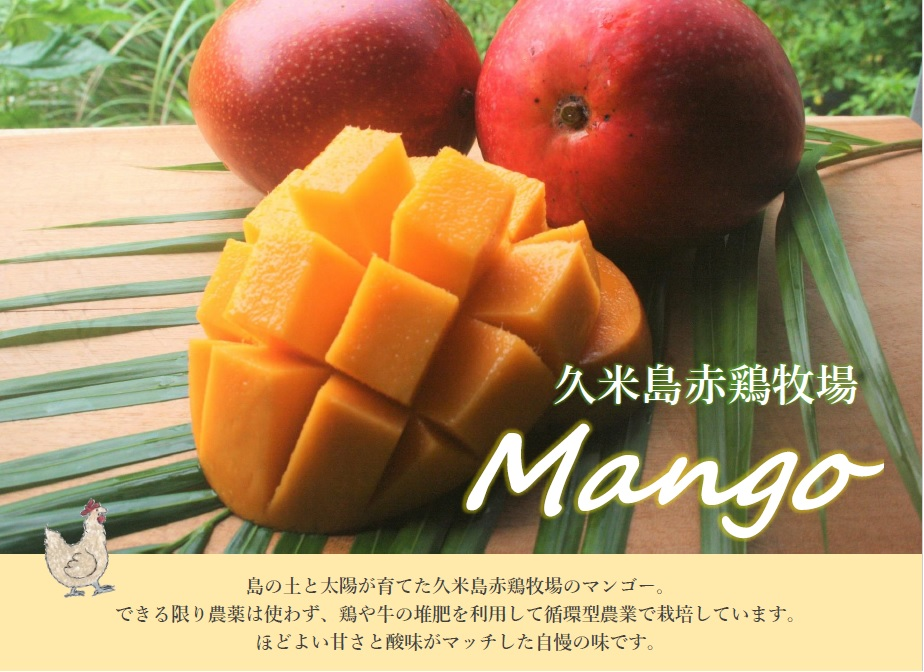 久米島赤鶏牧場
Mango
島の土と太陽が育てた久米島赤鶏牧場のマンゴー。
できる限り農薬は使わず、鶏や牛の堆肥を利用して循環型農業で栽培しています。
ほどよい甘さと酸味がマッチした自慢の味です。